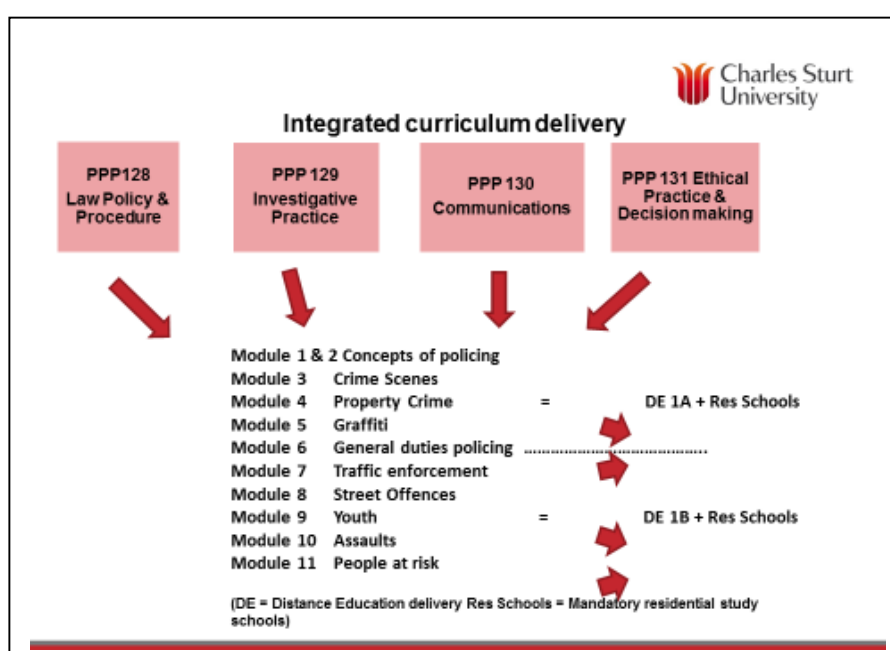 Charles Sturt
University
Integrated curriculum delivery
PPP128
Law Policy &
Procedure
PPP 129
Investigative
Practice
PPP 130
Communications
PPP 131 Ethical
Practice &
Decision making
Module 1 & 2 Concepts of policing
Module 3 Crime Scenes
Module 4 Property Crime = DE 1A + Res Schools
Module 5 Graffiti
Module 6 General duties policing ..............................................
Module 7 Traffic enforcement
Module 8 Street Offences
Module 9 Youth = DE 1B + Res Schools
Module 10 Assaults
Module 11 People at risk
(DE = Distance Education delivery Res Schools = Mandatory residential study
schools)